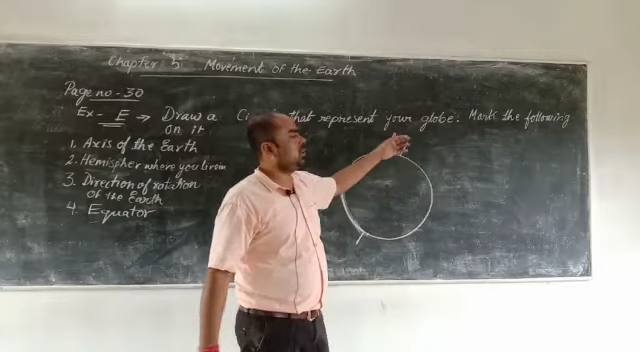 Chapter : 5 Movement of the Earth
Page no - 30
Ex - E → Draw a that represent your globe. Mark the following
on it
1. Axis of the Earth
2. Hemispher where you live in
3. Direction of rotation
of the Earth
4. Equator